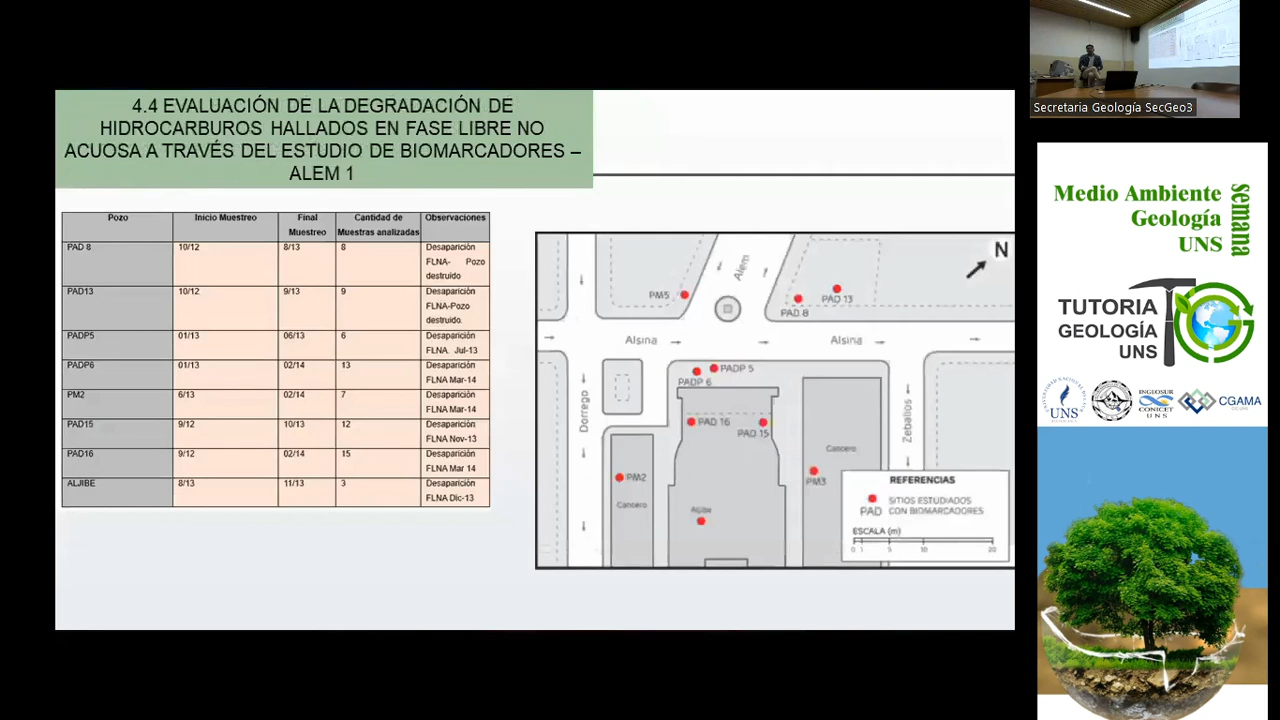 4.4 EVALUACIÓN DE LA DEGRADACIÓN DE
HIDROCARBUROS HALLADOS EN FASE LIBRE NO
ACUOSA A TRAVÉS DEL ESTUDIO DE BIOMARCADORES –
ALEM 1
Pozo Inicio Muestreo Final Muestreo Cantidad de Muestras analizadas Observaciones
PAD 8 10/12 8/13 8 Desaparición FLNA- Pozo destruido
PAD13 10/12 9/13 9 Desaparición FLNA-Pozo destruido.
PADP5 01/13 06/13 6 Desaparición FLNA Jul-13
PADP6 01/13 02/14 13 Desaparición FLNA Mar-14
PM2 6/13 02/14 7 Desaparición FLNA Mar-14
PAD15 9/12 10/13 12 Desaparición FLNA Nov-13
PAD16 9/12 02/14 15 Desaparición FLNA Mar 14
ALJIBE 8/13 11/13 3 Desaparición FLNA Dic-13
N
Alem
PM5
PAD 13
PAD 8
Alsina
Alsina
PADP 5
PADP 6
Dorrego
Zeballos
PAD 16
PAD 15
Cantero
PM2
PM3
Cantero
Aljibe
REFERENCIAS
SITIOS ESTUDIADOS
PAD CON BIOMARCADORES
ESCALA (m)
0 1 5 10 20
Secretaria Geología SecGeo3
Medio Ambiente
Geología
UNS
semana
TUTORIA
GEOLOGÍA
UNS
UNS
INGLOSUR
CONICET
UNS
CGAMA